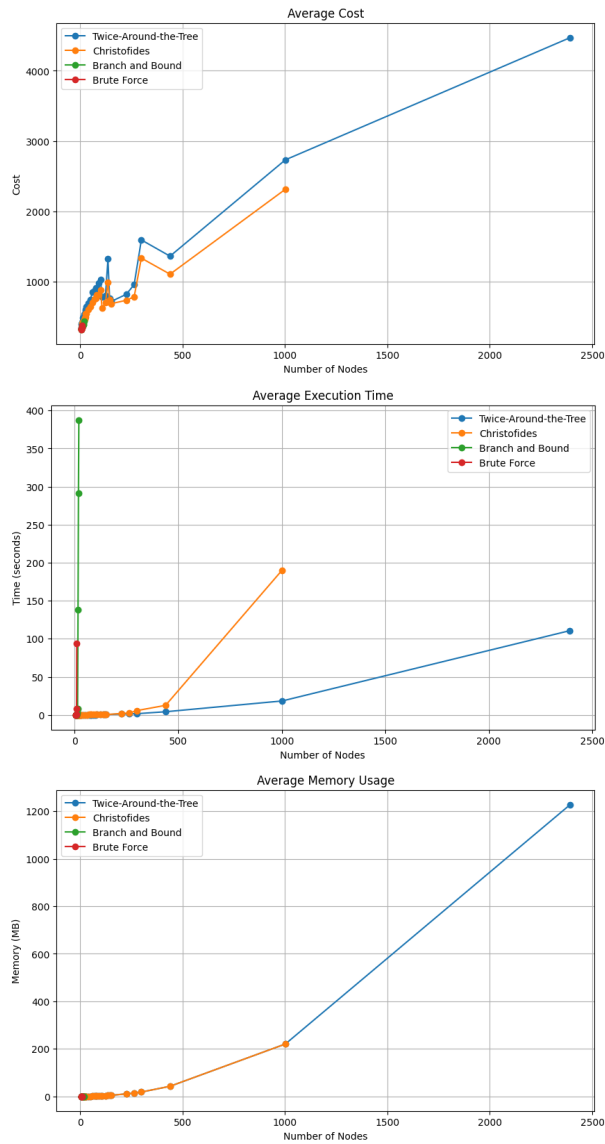 Average Cost
Twice-Around-the-Tree
Christofides
Branch and Bound
Brute Force
Cost
4000
3000
2000
1000
0 500 1000 1500 2000 2500
Number of Nodes
Average Execution Time
Twice-Around-the-Tree
Christofides
Branch and Bound
Brute Force
Time (seconds)
400
350
300
250
200
150
100
50
0
0 500 1000 1500 2000 2500
Number of Nodes
Average Memory Usage
Twice-Around-the-Tree
Christofides
Branch and Bound
Brute Force
Memory (MB)
1200
1000
800
600
400
200
0
0 500 1000 1500 2000 2500
Number of Nodes